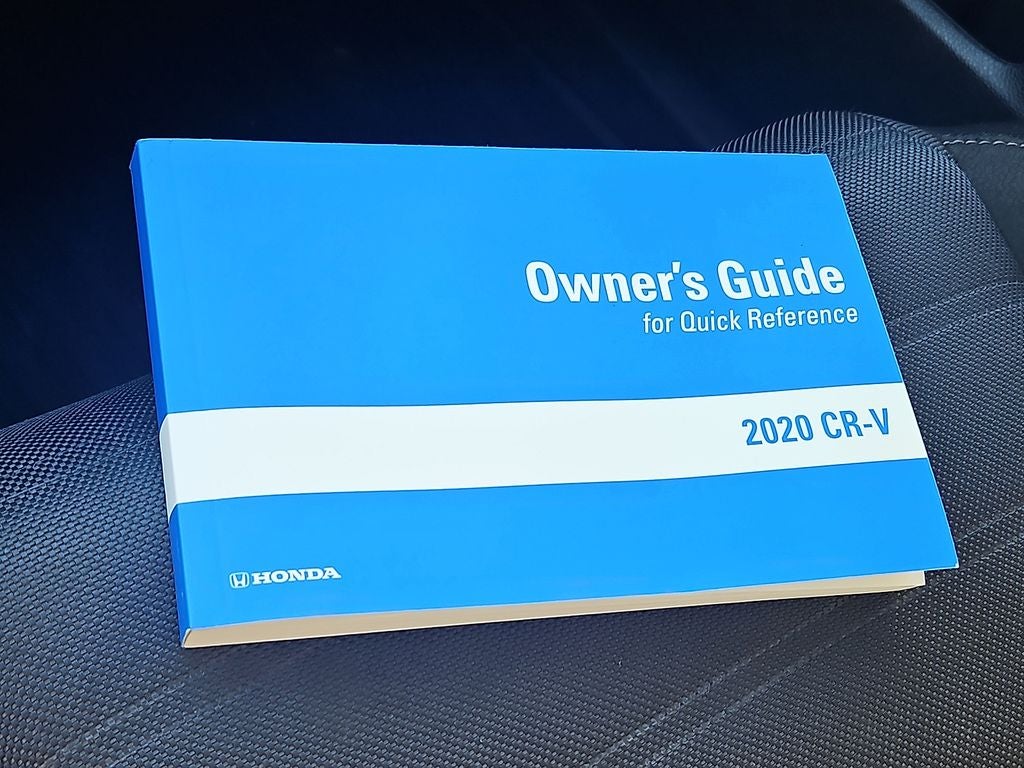 Owner's Guide
for Quick Reference
2020 CR-V
HONDA